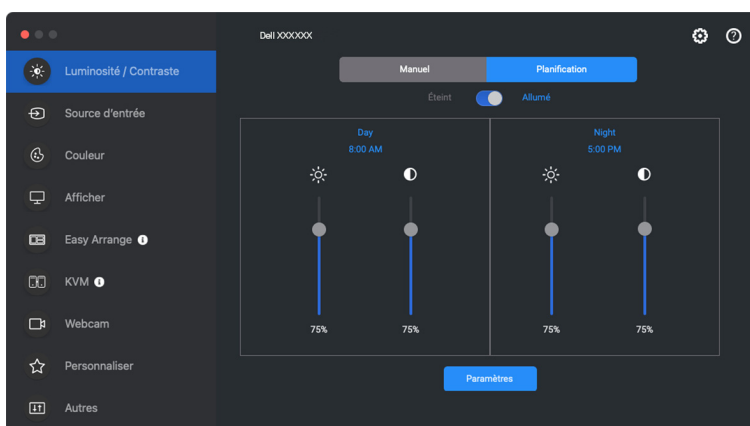 Dell XXXXXX
Luminosité / Contraste
Source d'entrée
Couleur
Afficher
Easy Arrange
KVM
Webcam
Personnaliser
Autres
Manuel
Planification
Éteint
Allumé
Day
8:00 AM
75%
75%
Night
5:00 PM
75%
75%
Paramètres